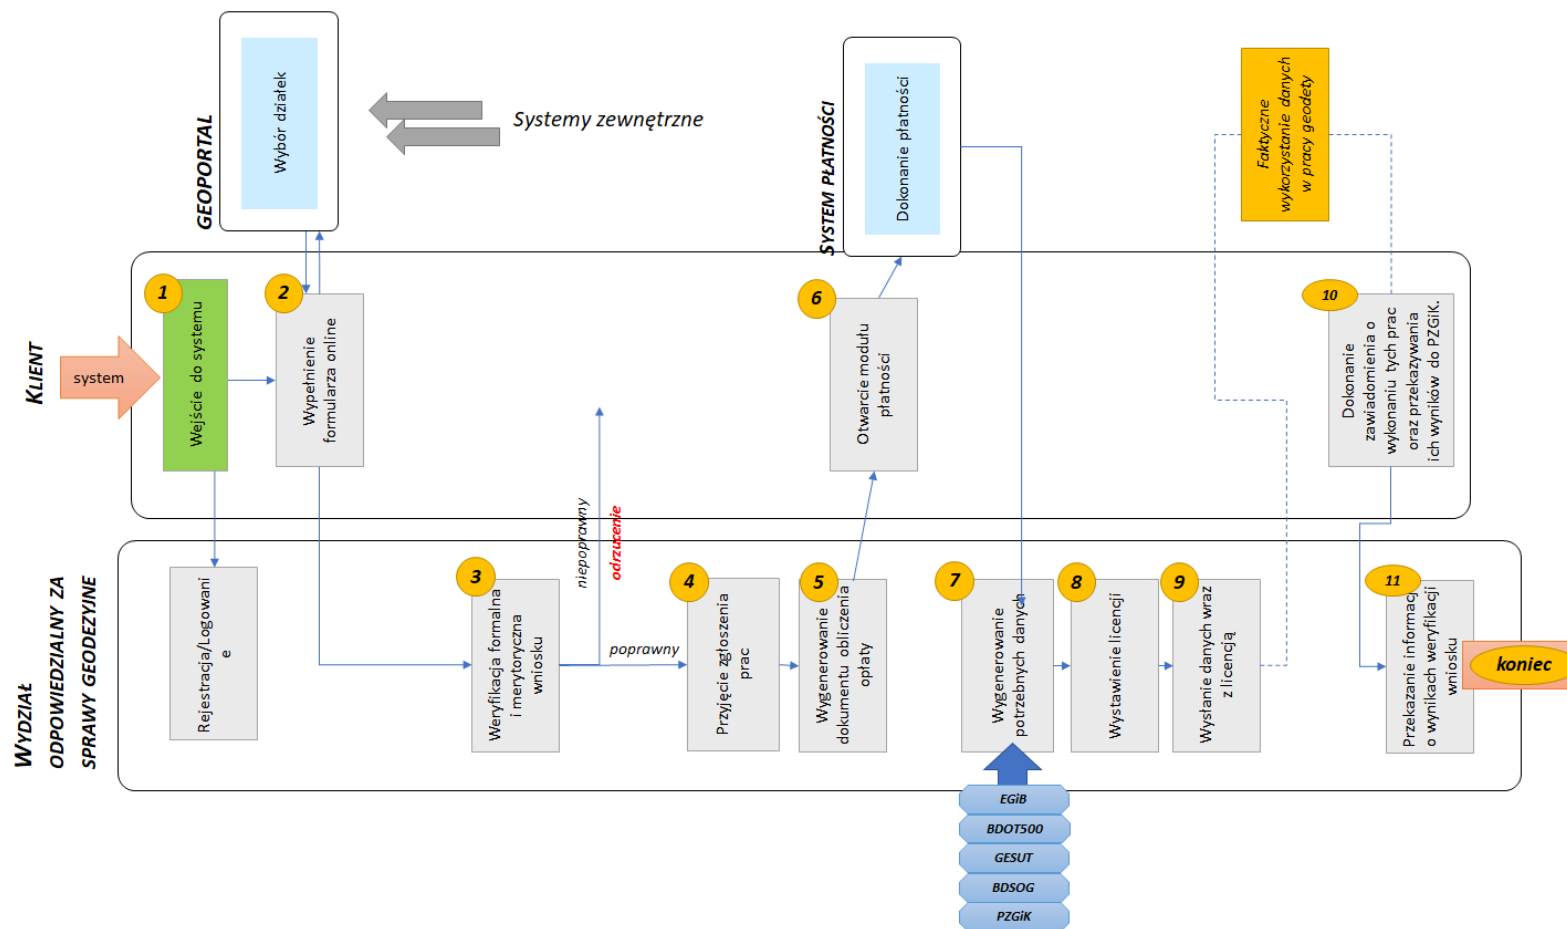 GEOPORTAL
Wybór działek
Systemy zewnętrzne
SYSTEM PŁATNOŚCI
Dokonanie płatności
Faktyczne
wykorzystanie danych
w pracy geodety
KLIENT
system
1
Wejście do systemu
2
Wypełnienie
formularza online
6
Otwarcie modułu
płatności
10
Dokonanie
zawiadomienia o
wykonaniu tych prac
oraz przekazywania
ich wyników do PZGiK.
niepoprawny
odrzucenie
WYDZIAŁ
ODPOWIEDZIALNY ZA
SPRAWY GEODEZYJNE
Rejestracja/Logowani
e
3
Weryfikacja formalna
i merytoryczna
wniosku
poprawny
4
Przyjęcie zgłoszenia
prac
5
Wygenerowanie
dokumentu obliczenia
opłaty
7
Wygenerowanie
potrzebnych danych
8
Wystawienie licencji
9
Wysłanie danych wraz
z licencją
11
Przekazanie informacji
o wynikach weryfikacji
wniosku
koniec
EGiB
BDOT500
GESUT
BDSOG
PZGiK